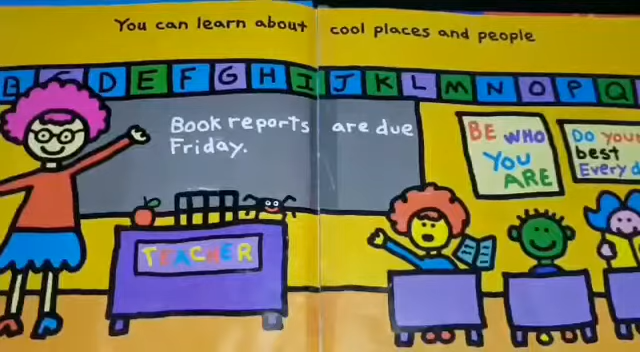 You can learn about cool places and people
B C D E F G H I J K L M N O P Q
Book reports are due
Friday.
BE WHO
YOU
ARE
DO YOUR
best
Every
TEACHER